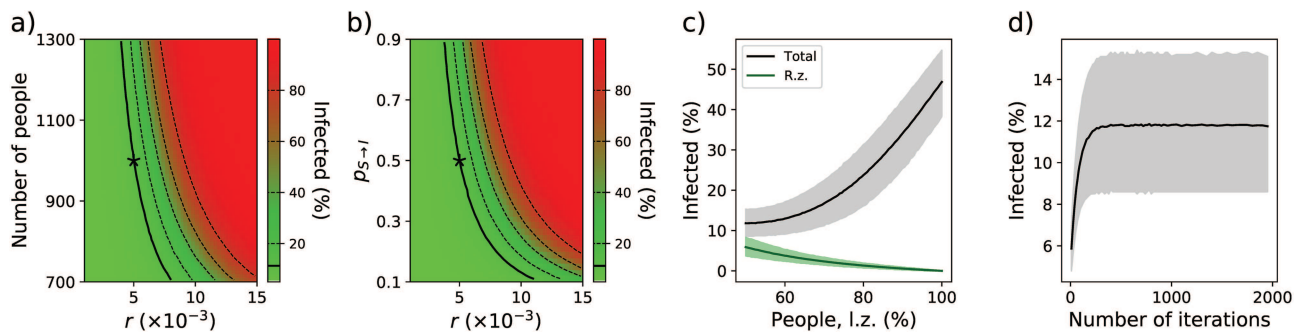 a)
Number of people
1300
1100
900
700
5
10
15
r (×10⁻³)
80
60
40
20
Infected (%)
b)
pS→I
0.9
0.7
0.5
0.3
0.1
5
10
15
r (×10⁻³)
80
60
40
20
Infected (%)
c)
Infected (%)
50
40
30
20
10
0
Total
R.z.
60
80
100
People, l.z. (%)
d)
Infected (%)
14
12
10
8
6
0
1000
2000
Number of iterations